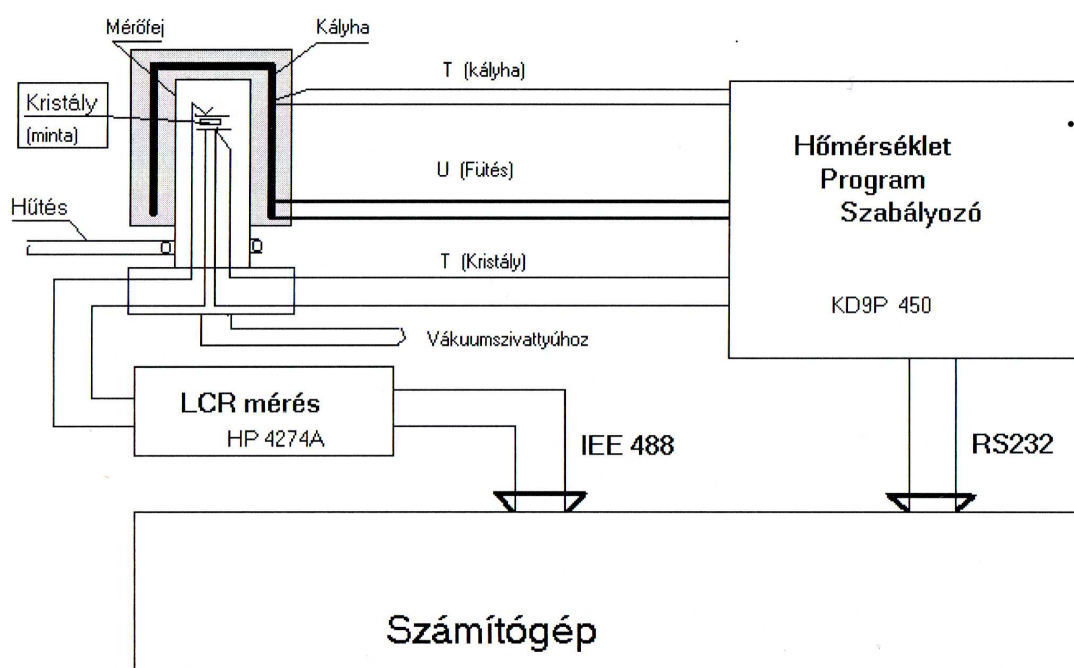 Mérőfej
Kályha
T (kályha)
Kristály
(minta)
Hőmérséklet
Program
Szabályozó
U (Fütés)
Hűtés
T (Kristály)
KD9P 450
Vákuumszivattyúhoz
LCR mérés
HP 4274A
IEE 488
RS232
Számítógép